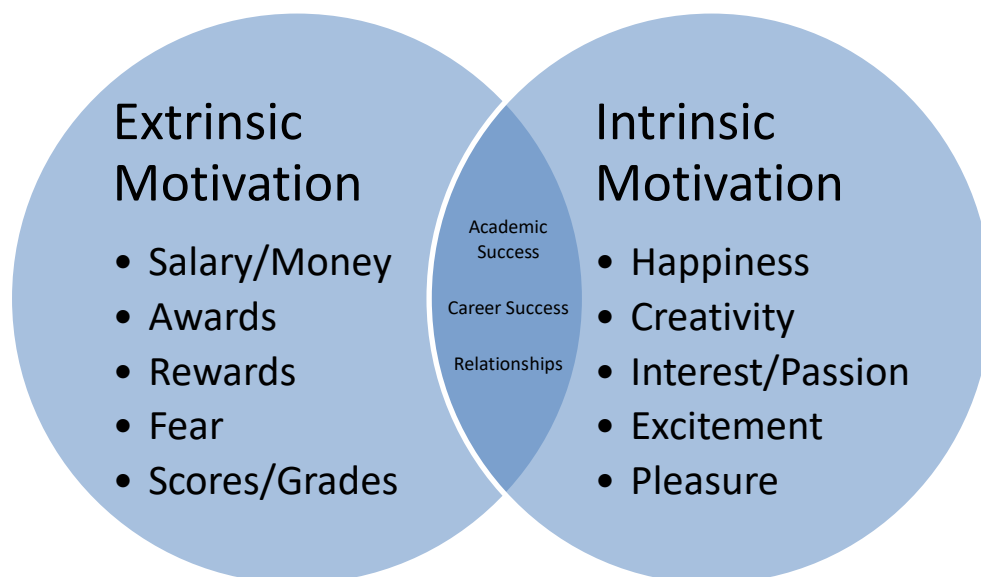 Extrinsic
Motivation
• Salary/Money
• Awards
• Rewards
• Fear
• Scores/Grades
Academic
Success
Career Success
Relationships
Intrinsic
Motivation
• Happiness
• Creativity
• Interest/Passion
• Excitement
• Pleasure